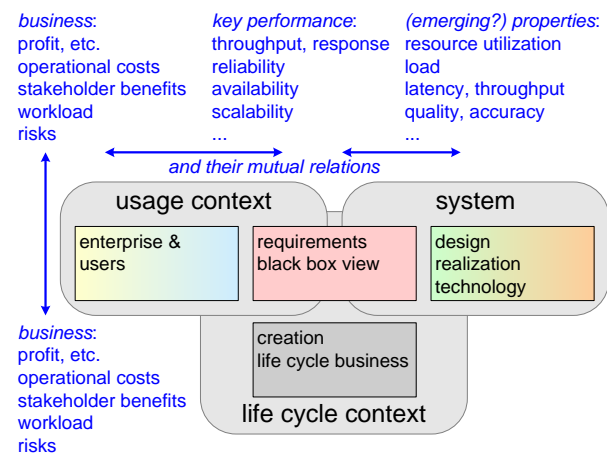 business:
profit, etc.
operational costs
stakeholder benefits
workload
risks
key performance:
throughput, response
reliability
availability
scalability
...
(emerging?) properties:
resource utilization
load
latency, throughput
quality, accuracy
...
and their mutual relations
usage context
system
enterprise &
users
requirements
black box view
design
realization
technology
creation
life cycle business
life cycle context
business:
profit, etc.
operational costs
stakeholder benefits
workload
risks